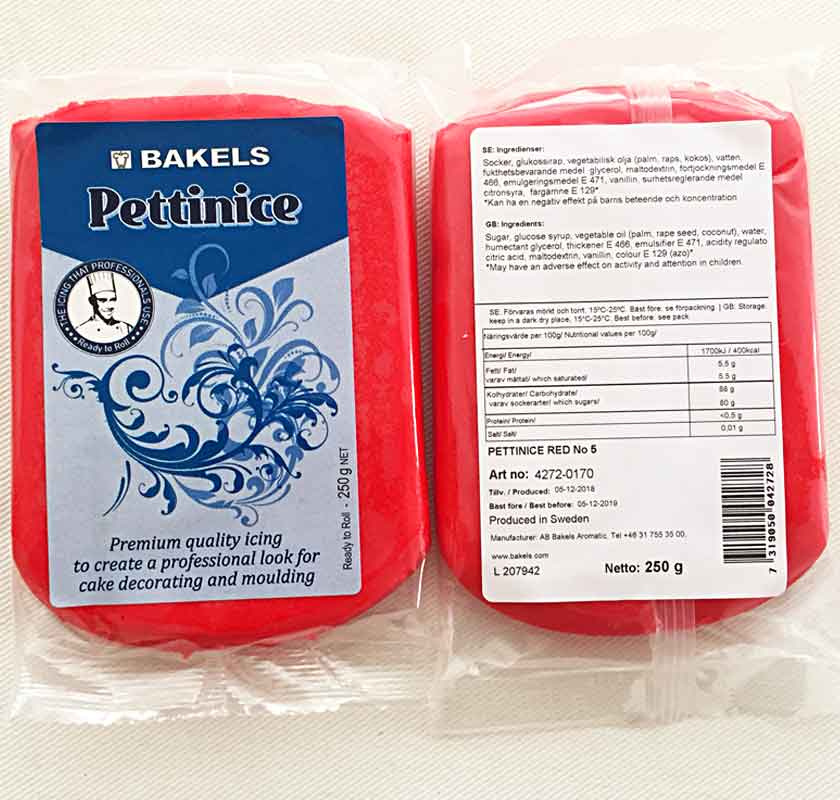 BAKELS
Pettinice
THE ICING THAT PROFESSIONALS USE
Ready to Roll
Premium quality icing
to create a professional look for
cake decorating and moulding
Ready to Roll - 250 g NET
SE: Ingredienser:
Socker, glukossirap, vegetabilisk olja (palm, raps, kokos), vatten,
fukthetsbevarande medel: glycerol, maltodextrin, förtjockningsmedel E
466, emulgeringsmedel E 471, vanillin, surhetsreglerande medel
citronsyra, färgämne E 129*
*Kan ha en negativ effekt på barns beteende och koncentration
GB: Ingredients:
Sugar, glucose syrup, vegetable oil (palm, rape seed, coconut), water,
humectant glycerol, thickener E 466, emulsifier E 471, acidity regulato
citric acid, maltodextrin, vanillin, colour E 129 (azo)*
*May have an adverse effect on activity and attention in children.
SE: Förvaras mörkt och torrt, 15°C-25°C. Bäst före: se förpackning. | GB: Storage:
keep in a dark dry place, 15°C-25°C. Best before: see pack
Näringsvärde per 100g/ Nutritional values per 100g/
Energi/ Energy/ 1700kJ / 400kcal
Fett/ Fat/ 5,5 g
varav mättat/ which saturated/ 5,5 g
Kolhydrater/ Carbohydrate/ 86 g
varav sockerarter/ which sugars/ 80 g
Protein/ Protein/ <0,5 g
Salt/ Salt/ 0,01 g
PETTINICE RED No 5
Art no: 4272-0170
Tillv. / Produced: 05-12-2018
Bäst före / Best before: 05-12-2019
Produced in Sweden
Manufacturer: AB Bakels Aromatic, Tel +46 31 755 35 00,
www.bakels.com
L 207942 Netto: 250 g
7 319050 042728